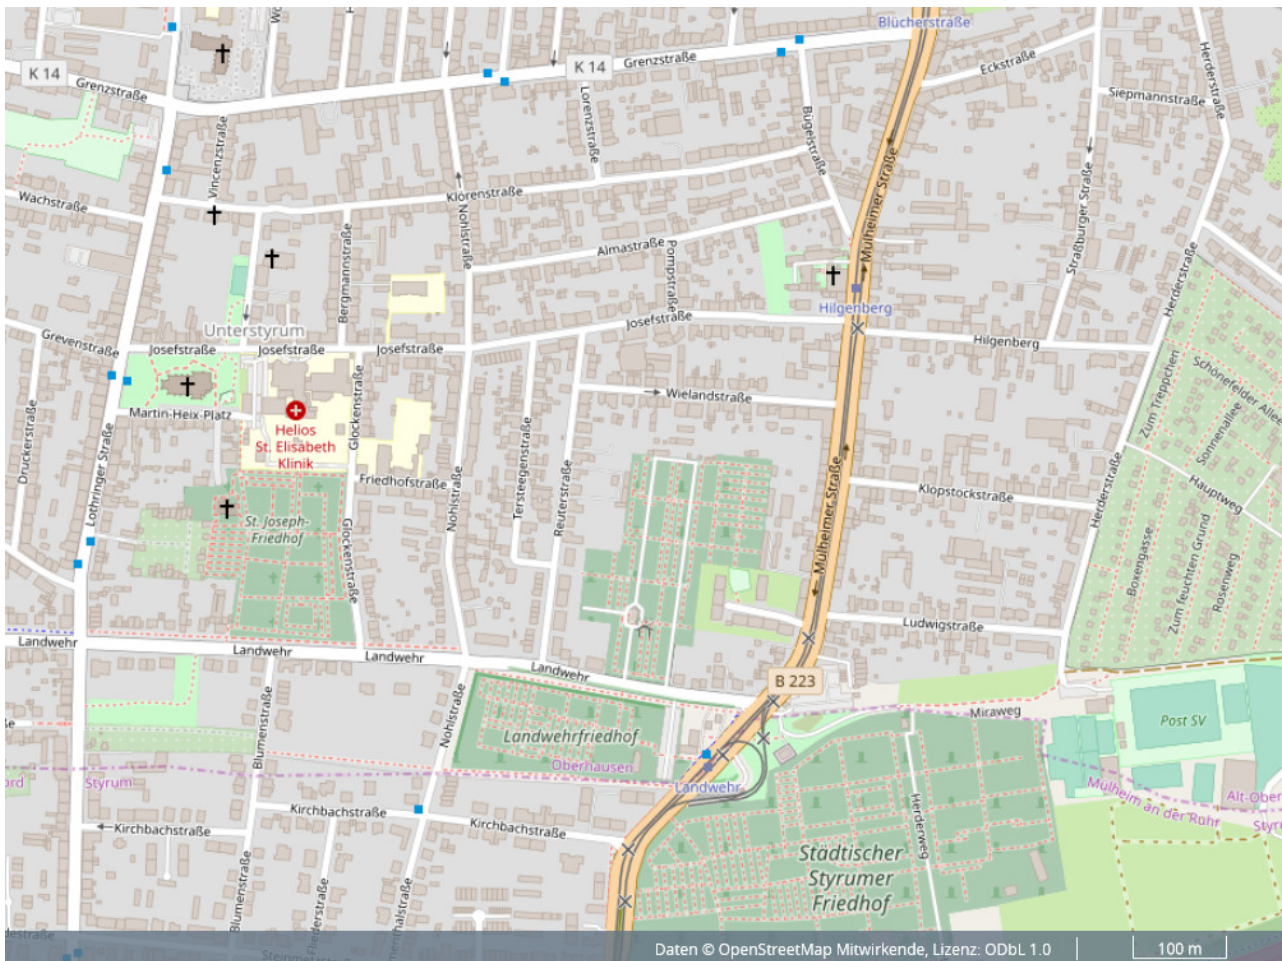 Blücherstraße
K 14
Grenzstraße
K 14
Grenzstraße
Eckstraße
Siepmannstraße
Herderstraße
Lorenzstraße
Bügelstraße
Vincenzstraße
Wachstraße
Klörenstraße
Nohlstraße
Almastraße
Pompstraße
Mülheimer Straße
Straßburger Straße
Herderstraße
Bergmannstraße
Hilgenberg
Unterstyrum
Josefstraße
Grevenstraße
Josefstraße
Josefstraße
Josefstraße
Hilgenberg
Zum Treppchen
Schönefelder Allee
Sonnenallee
Wielandstraße
Martin-Heix-Platz
Glockenstraße
Helios
St. Elisabeth
Klinik
Druckerstraße
Lothringer Straße
Friedhofstraße
Nohlstraße
Tersteegenstraße
Reuterstraße
Klopstockstraße
Herderstraße
Hauptweg
St. Joseph-
Friedhof
Glockenstraße
Mülheimer Straße
Boxengasse
Zum feuchten Grund
Rosenweg
Ludwigstraße
Landwehr
Landwehr
Landwehr
Landwehr
B 223
Blumenstraße
Nohlstraße
Landwehrfriedhof
Miraweg
Post SV
Oberhausen
Styrum
Landwehr
Mülheim an der Ruhr
Kirchbachstraße
Kirchbachstraße
Kirchbachstraße
Herderweg
Städtischer
Styrumer
Friedhof
Blumenstraße
Fliederstraße
Daten © OpenStreetMap Mitwirkende, Lizenz: ODbL 1.0
100 m